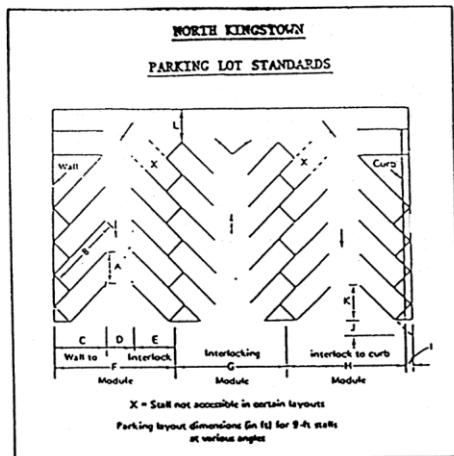 NORTH KINGSTOWN
PARKING LOT STANDARDS
L
X
X
Wall
Curb
B
A
K
J
C D E
Wall to Interlock
Interlocking
interlock to curb
F G H I
Module Module Module
X = Stall not accessible in certain layouts
Parking layout dimensions (in ft) for 9-ft stalls
at various angles